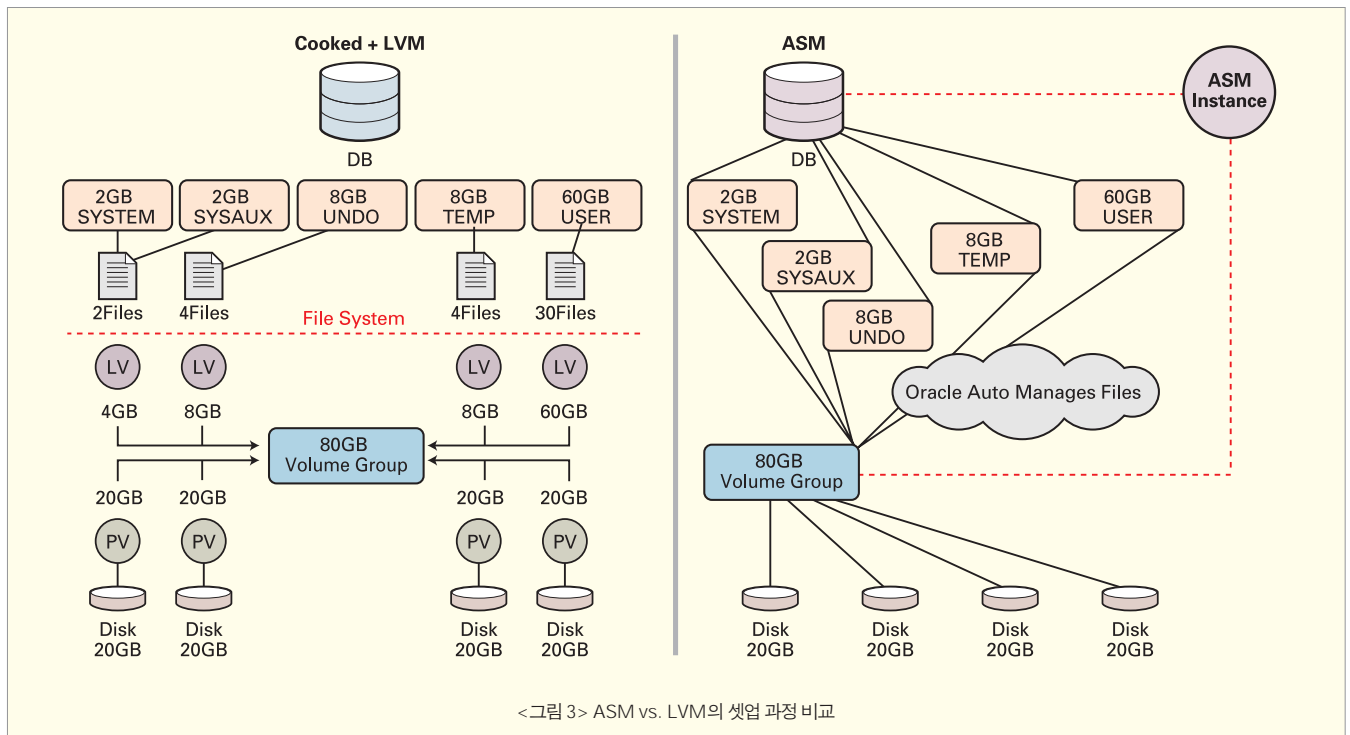 Cooked + LVM
DB
2GB
SYSTEM
2GB
SYSAUX
8GB
UNDO
8GB
TEMP
60GB
USER
2Files
4Files
4Files
30Files
File System
LV
LV
LV
LV
4GB
8GB
8GB
60GB
80GB
Volume Group
20GB
20GB
20GB
20GB
PV
PV
PV
PV
Disk
20GB
Disk
20GB
Disk
20GB
Disk
20GB
ASM
DB
ASM
Instance
2GB
SYSTEM
2GB
SYSAUX
8GB
UNDO
8GB
TEMP
60GB
USER
Oracle Auto Manages Files
80GB
Volume Group
Disk
20GB
Disk
20GB
Disk
20GB
Disk
20GB
<그림 3> ASM vs. LVM의 셋업 과정 비교